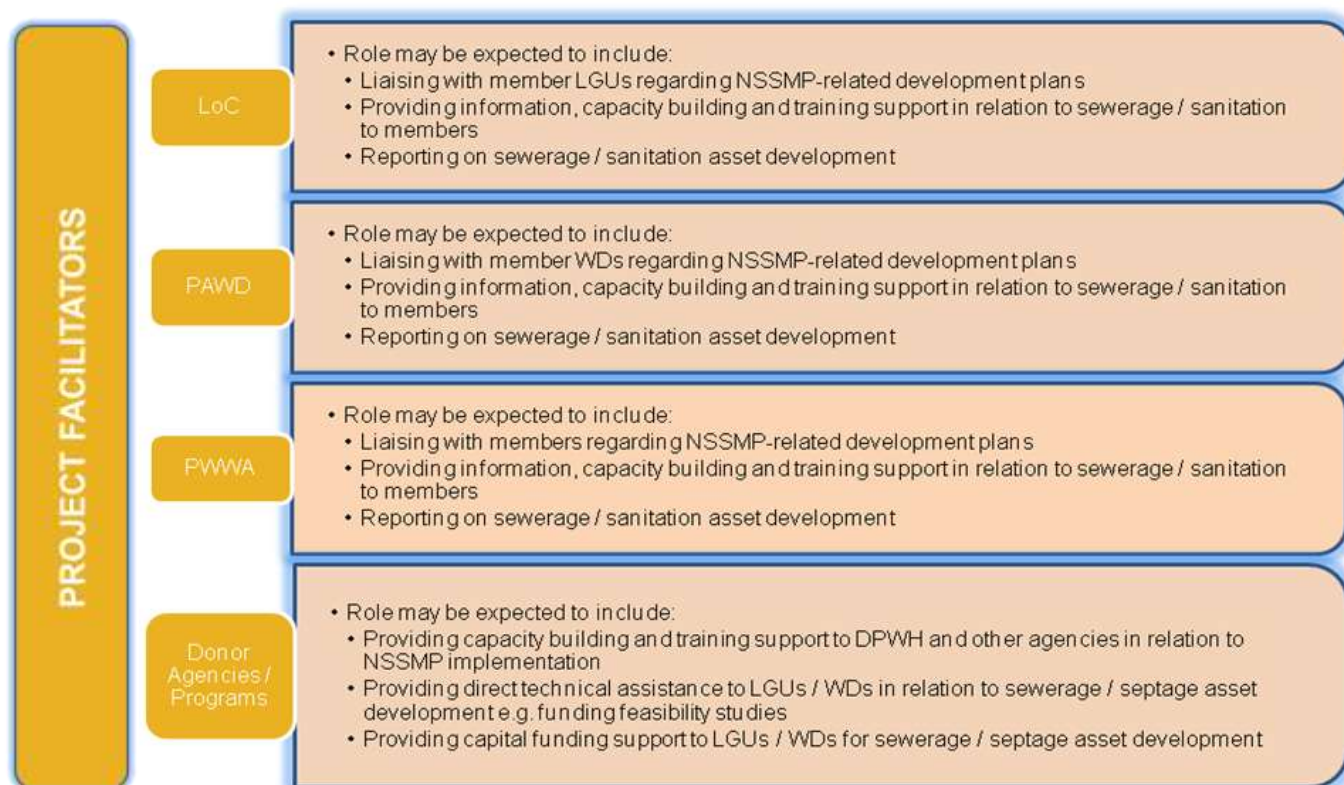 PROJECT FACILITATORS
LoC
• Role may be expected to include:
• Liaising with member LGUs regarding NSSMP-related development plans
• Providing information, capacity building and training support in relation to sewerage / sanitation
to members
• Reporting on sewerage / sanitation asset development
PAWD
• Role may be expected to include:
• Liaising with member WDs regarding NSSMP-related development plans
• Providing information, capacity building and training support in relation to sewerage / sanitation
to members
• Reporting on sewerage / sanitation asset development
PWWA
• Role may be expected to include:
• Liaising with members regarding NSSMP-related development plans
• Providing information, capacity building and training support in relation to sewerage / sanitation
to members
• Reporting on sewerage / sanitation asset development
Donor
Agencies /
Programs
• Role may be expected to include:
• Providing capacity building and training support to DPWH and other agencies in relation to
NSSMP implementation
• Providing direct technical assistance to LGUs / WDs in relation to sewerage / septage asset
development e.g. funding feasibility studies
• Providing capital funding support to LGUs / WDs for sewerage / septage asset development